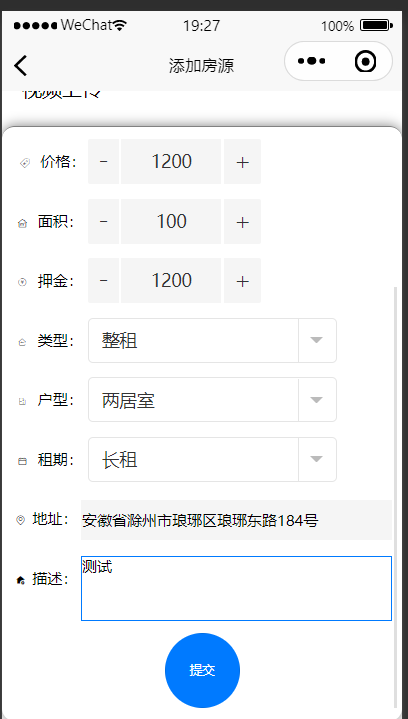 WeChat 19:27 100%
添加房源
视频上传
价格： - 1200 +
面积： - 100 +
押金： - 1200 +
类型： 整租
户型： 两居室
租期： 长租
地址： 安徽省滁州市琅琊区琅琊东路184号
描述： 测试
提交